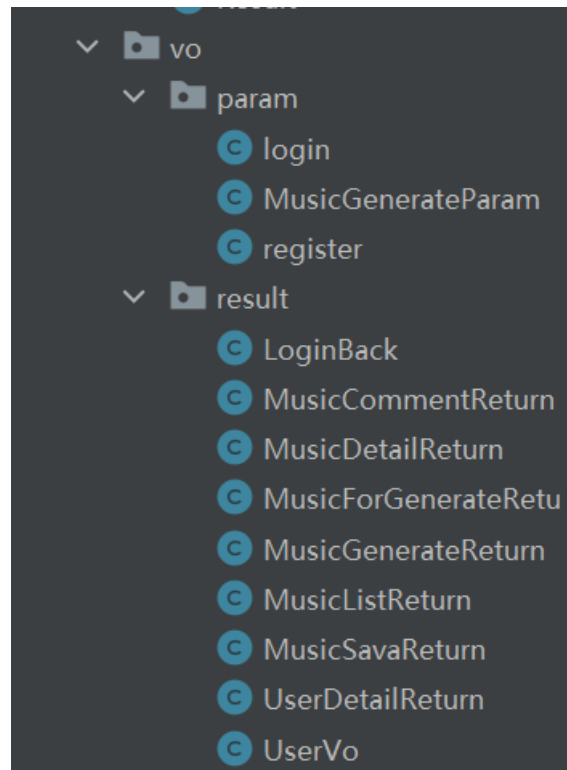 vo
param
login
MusicGenerateParam
register
result
LoginBack
MusicCommentReturn
MusicDetailReturn
MusicForGenerateRetu
MusicGenerateReturn
MusicListReturn
MusicSavaReturn
UserDetailReturn
UserVo